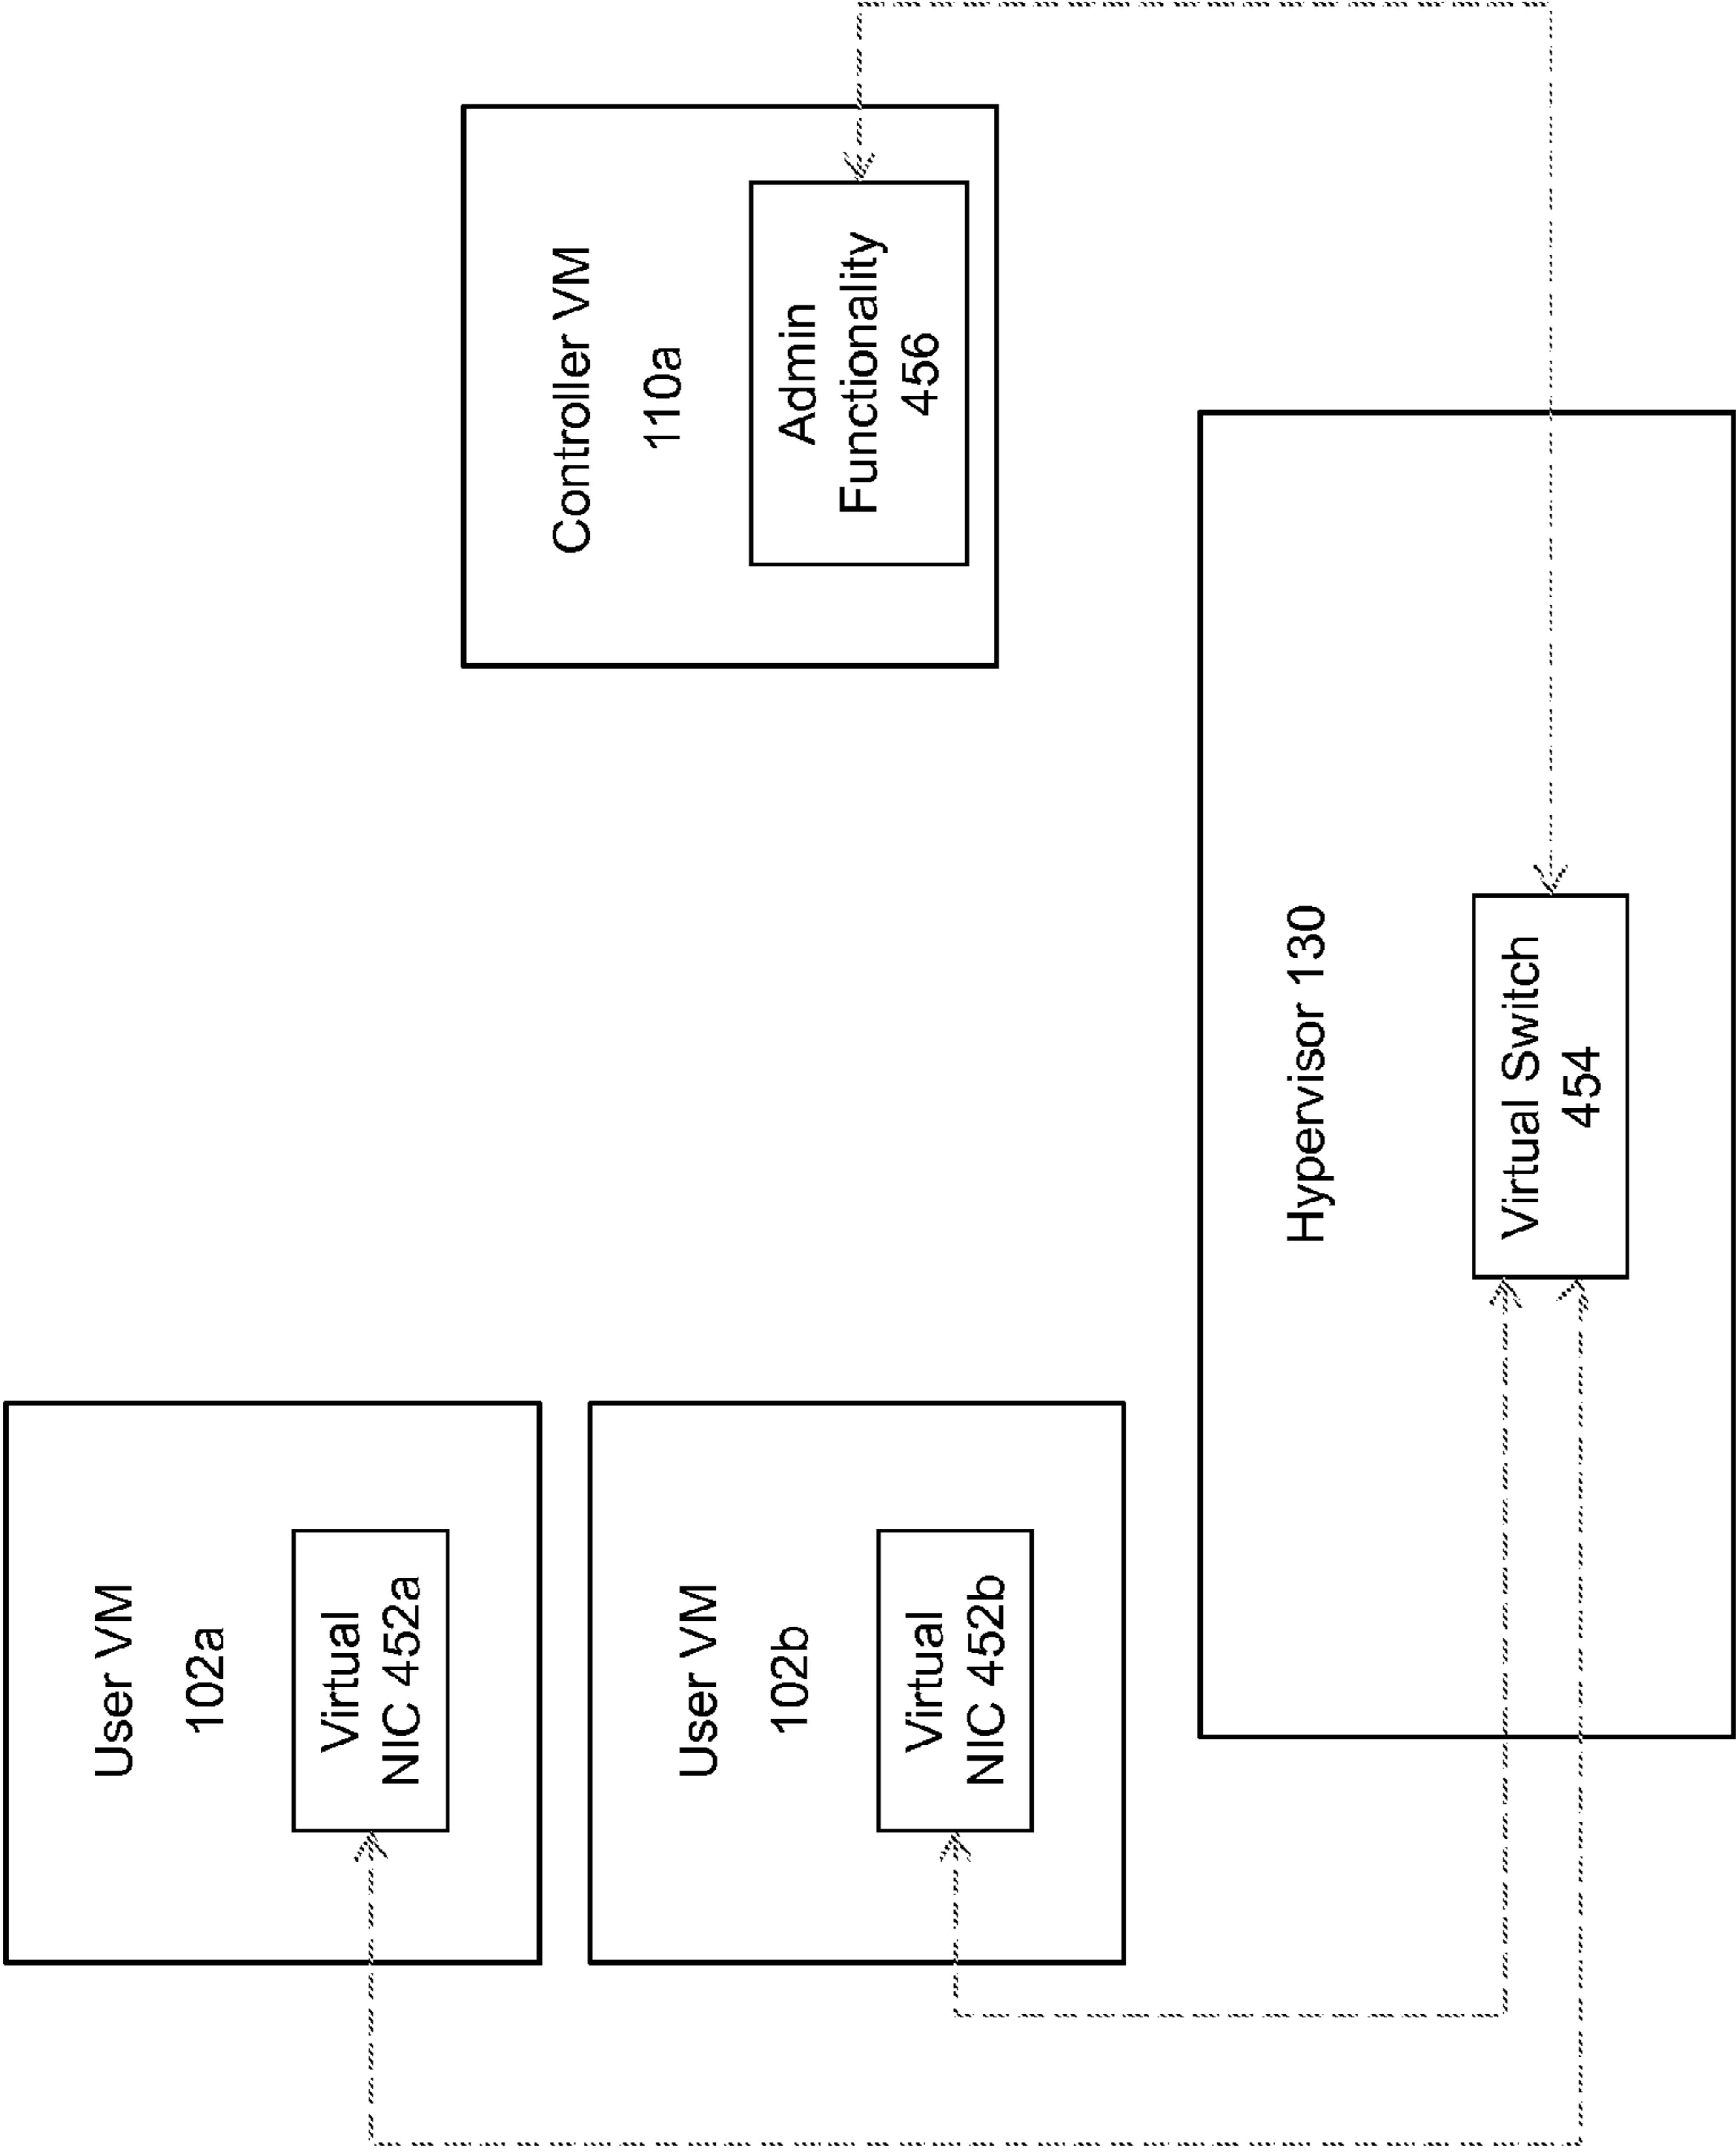 User VM
102a
Virtual
NIC 452a
User VM
102b
Virtual
NIC 452b
Controller VM
110a
Admin
Functionality
456
Hypervisor 130
Virtual Switch
454